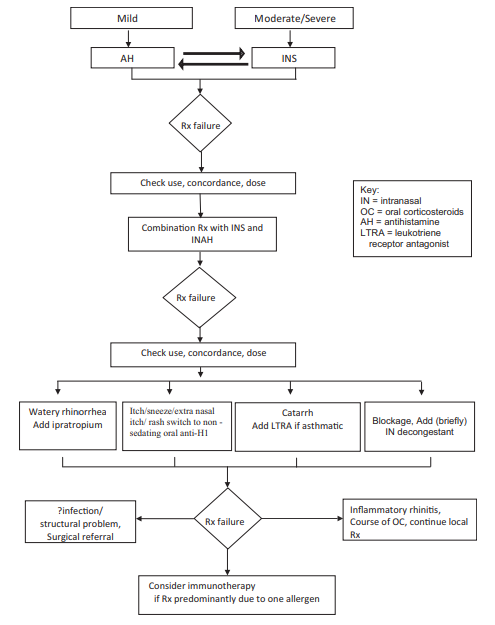 Mild
Moderate/Severe
AH
INS
Rx failure
Check use, concordance, dose
Key:
IN = intranasal
OC = oral corticosteroids
AH = antihistamine
LTRA = leukotriene
receptor antagonist
Combination Rx with INS and
INAH
Rx failure
Check use, concordance, dose
Watery rhinorrhea
Add ipratropium
Itch/sneeze/extra nasal
itch/ rash switch to non -
sedating oral anti-H1
Catarrh
Add LTRA if asthmatic
Blockage, Add (briefly)
IN decongestant
?infection/
structural problem,
Surgical referral
Rx failure
Inflammatory rhinitis,
Course of OC, continue local
Rx
Consider immunotherapy
if Rx predominantly due to one allergen